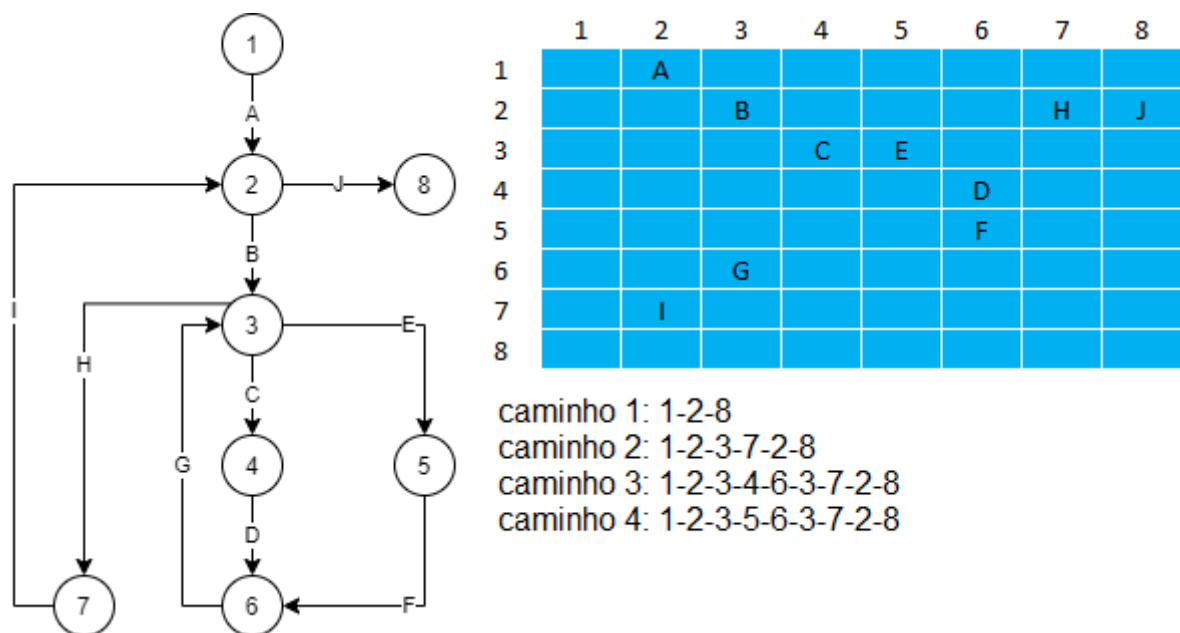 1
A
2
J
8
B
I
3
E
H
C
G
4
5
D
7
6
F
1 2 3 4 5 6 7 8
1 A
2 B H J
3 C E
4 D
5 F
6 G
7 I
8
caminho 1: 1-2-8
caminho 2: 1-2-3-7-2-8
caminho 3: 1-2-3-4-6-3-7-2-8
caminho 4: 1-2-3-5-6-3-7-2-8